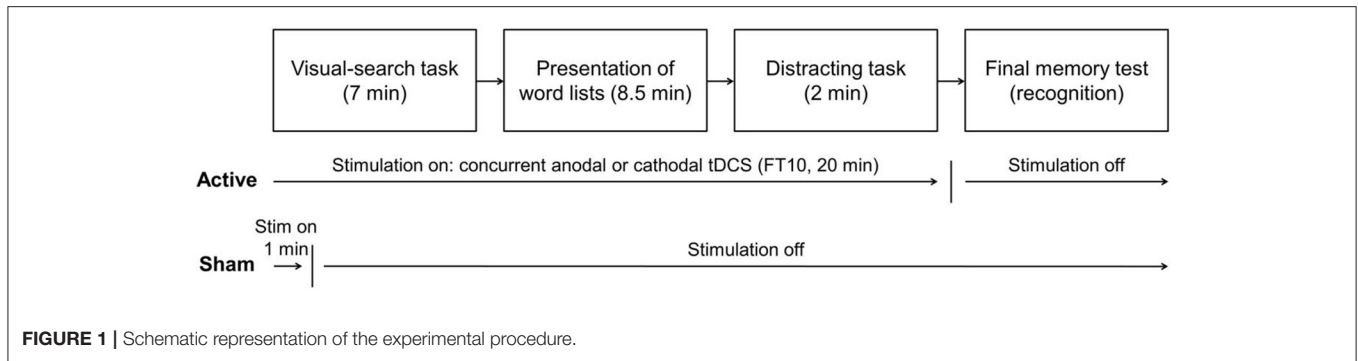 Visual-search task
(7 min)
Presentation of
word lists (8.5 min)
Distracting task
(2 min)
Final memory test
(recognition)
Active
Stimulation on: concurrent anodal or cathodal tDCS (FT10, 20 min)
Stimulation off
Stim on
1 min
Sham
Stimulation off
FIGURE 1 | Schematic representation of the experimental procedure.